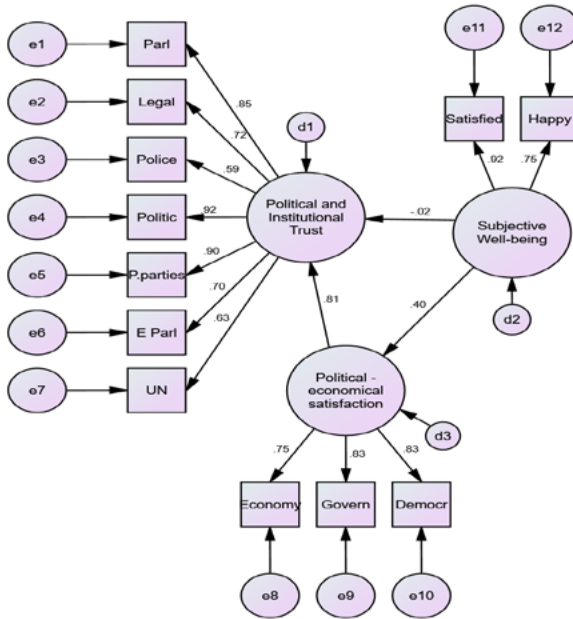 e1
Parl
e11
e12
e2
Legal
.85
Satisfied
Happy
e3
Police
.72
d1
.92
.75
.59
e4
Politic
.92
Political and
Institutional
Trust
-.02
Subjective
Well-being
e5
P.parties
.90
e6
E Parl
.70
.81
.40
d2
e7
UN
.63
Political -
economical
satisfaction
d3
.75
.83
.83
Economy
Govern
Democr
e8
e9
e10